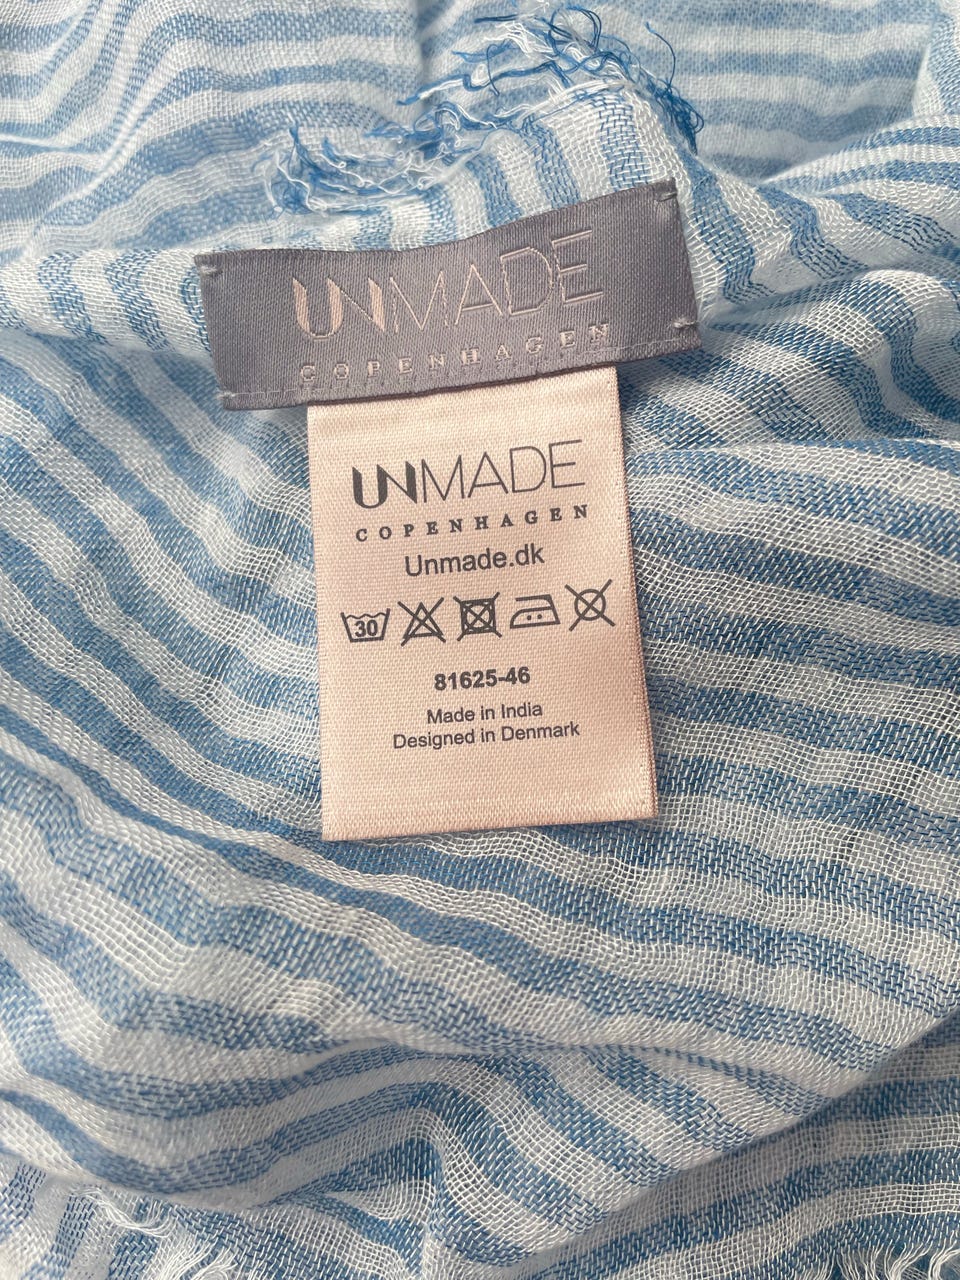 UNMADE
COPENHAGEN
UNMADE
COPENHAGEN
Unmade.dk
30
81625-46
Made in India
Designed in Denmark